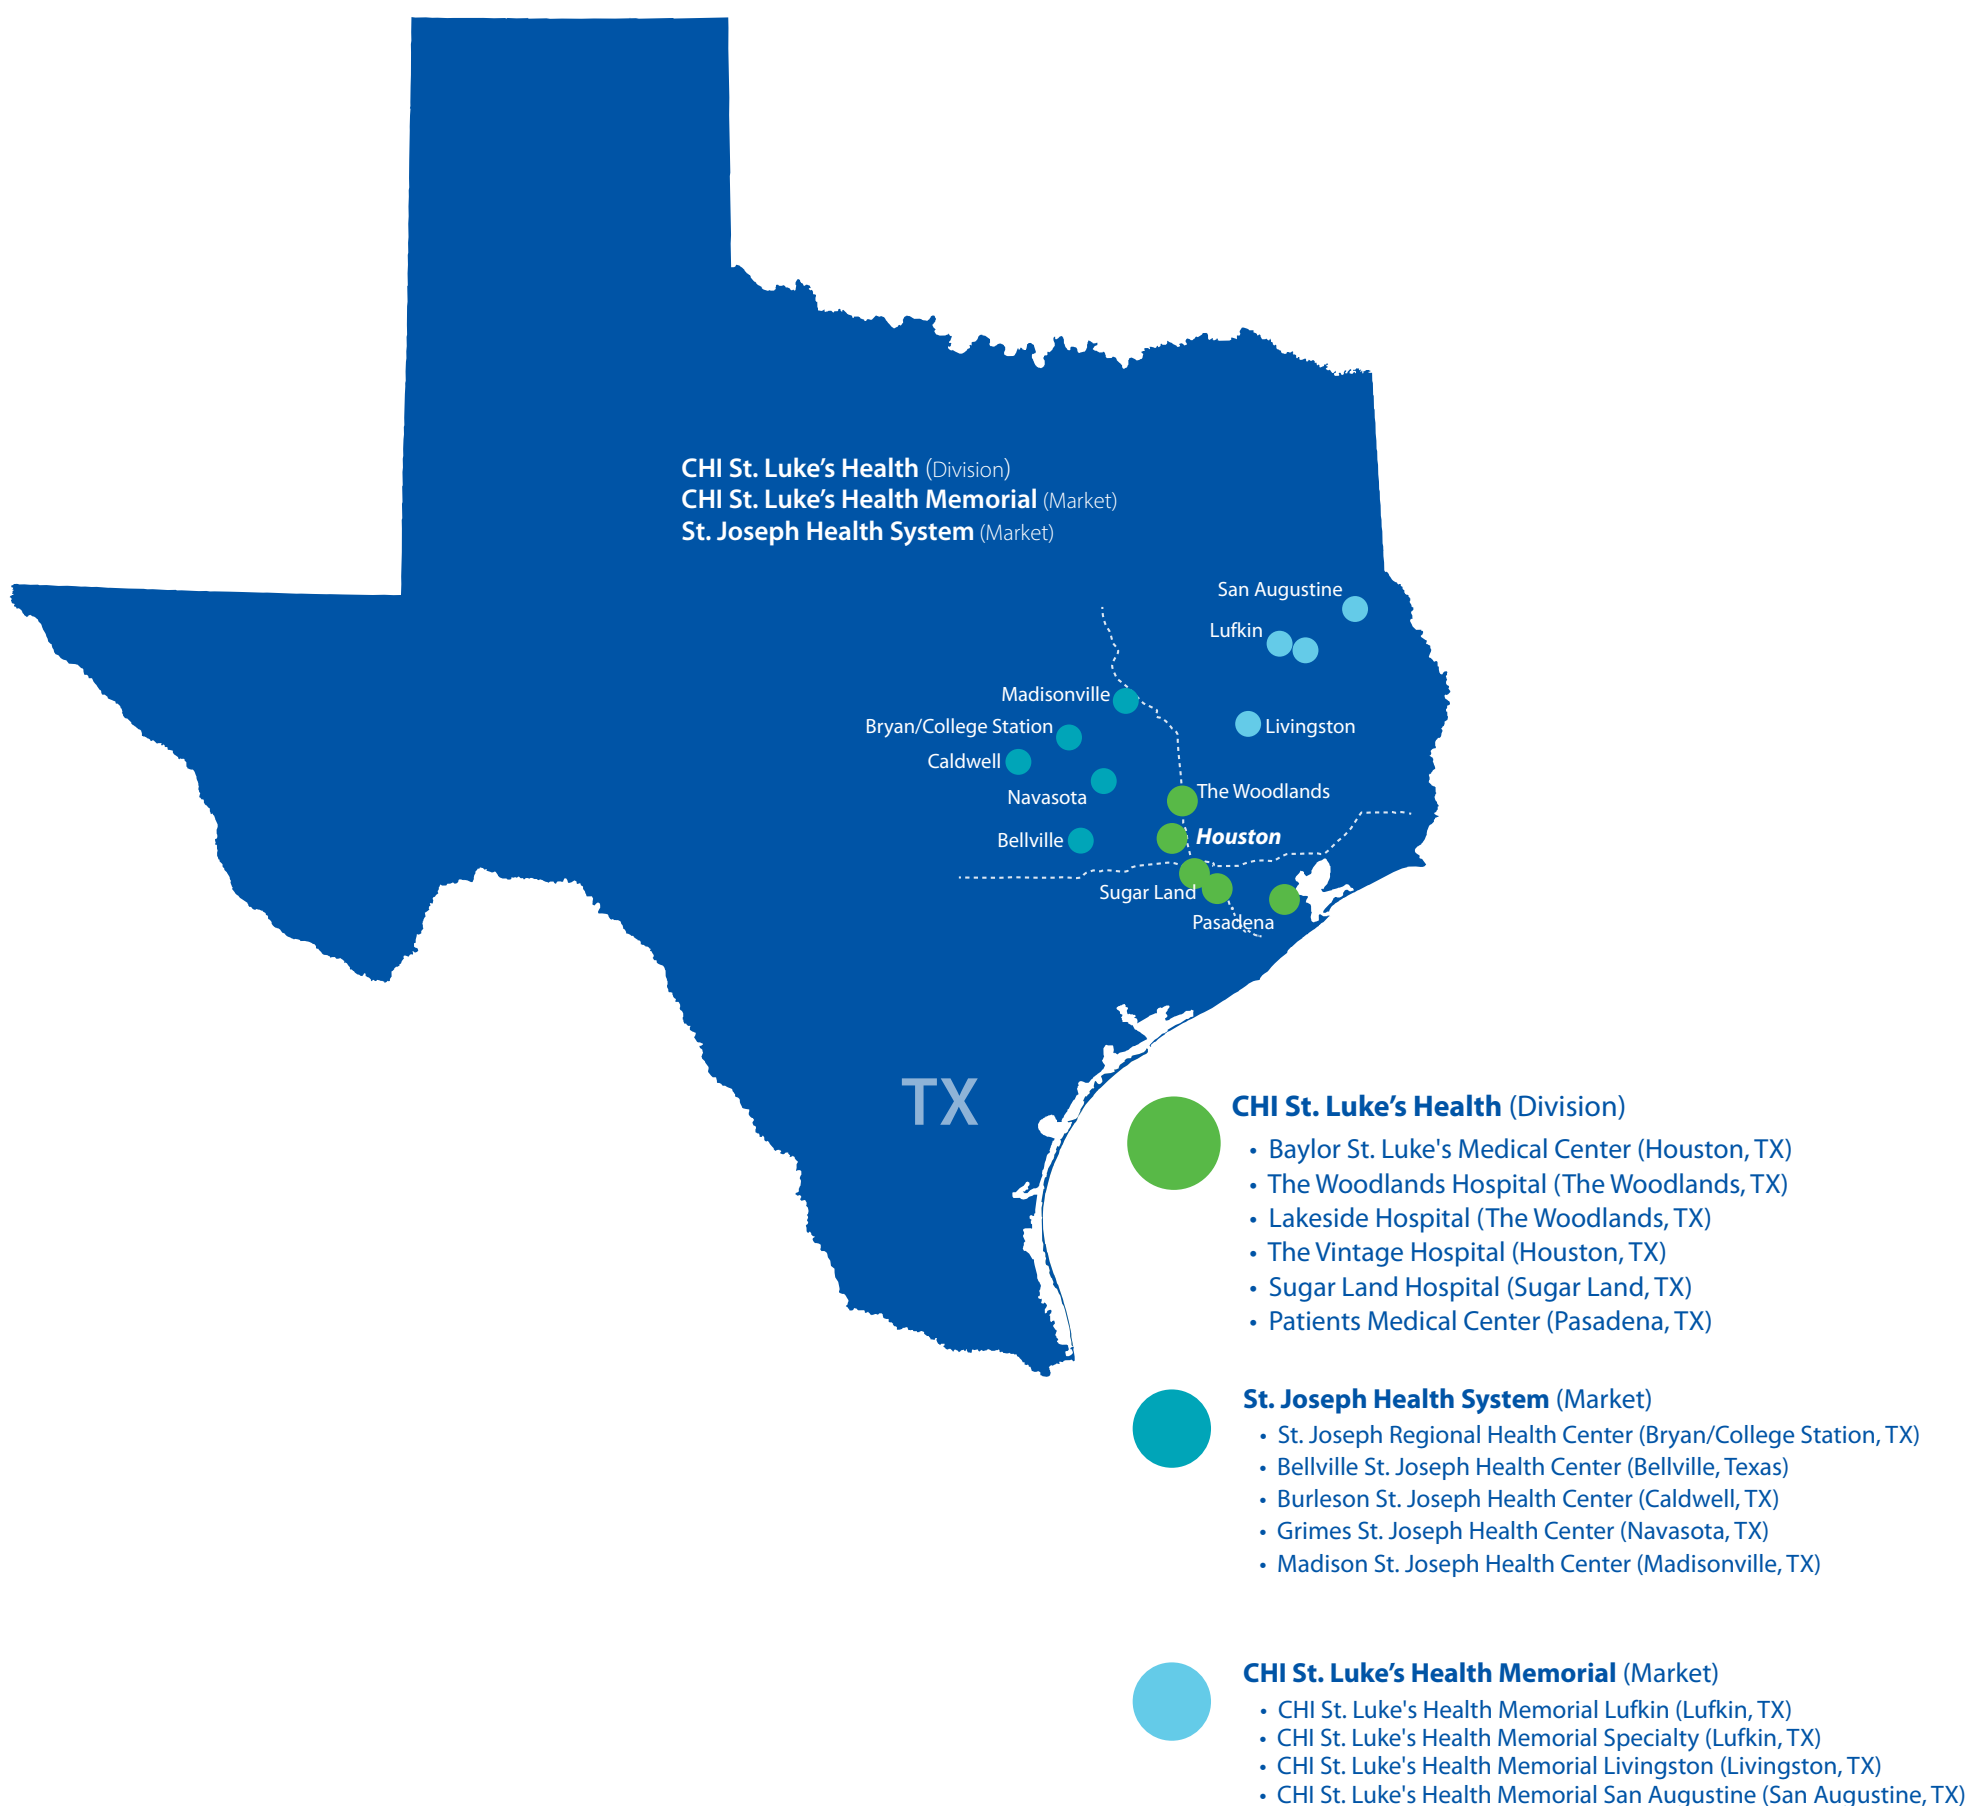 CHI St. Luke’s Health (Division)
CHI St. Luke’s Health Memorial (Market)
St. Joseph Health System (Market)
San Augustine
Lufkin
Madisonville
Bryan/College Station
Livingston
Caldwell
Navasota
The Woodlands
Houston
Bellville
Sugar Land
Pasadena
TX
CHI St. Luke’s Health (Division)
• Baylor St. Luke's Medical Center (Houston, TX)
• The Woodlands Hospital (The Woodlands, TX)
• Lakeside Hospital (The Woodlands, TX)
• The Vintage Hospital (Houston, TX)
• Sugar Land Hospital (Sugar Land, TX)
• Patients Medical Center (Pasadena, TX)
St. Joseph Health System (Market)
• St. Joseph Regional Health Center (Bryan/College Station, TX)
• Bellville St. Joseph Health Center (Bellville, Texas)
• Burleson St. Joseph Health Center (Caldwell, TX)
• Grimes St. Joseph Health Center (Navasota, TX)
• Madison St. Joseph Health Center (Madisonville, TX)
CHI St. Luke’s Health Memorial (Market)
• CHI St. Luke's Health Memorial Lufkin (Lufkin, TX)
• CHI St. Luke's Health Memorial Specialty (Lufkin, TX)
• CHI St. Luke's Health Memorial Livingston (Livingston, TX)
• CHI St. Luke's Health Memorial San Augustine (San Augustine, TX)